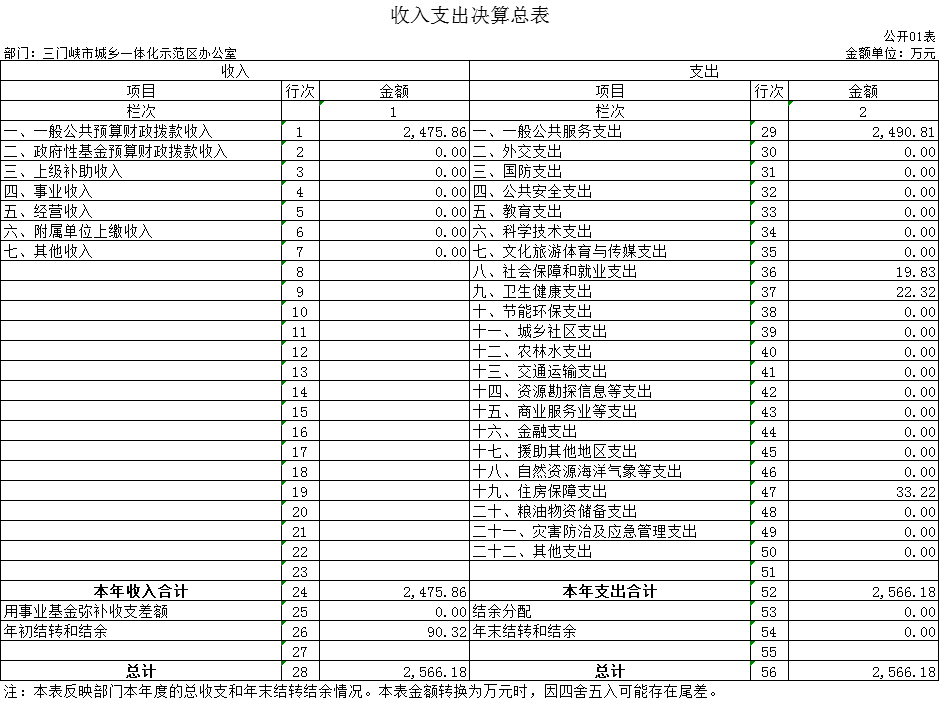 收入支出决算总表
公开01表
部门：三门峡市城乡一体化示范区办公室 金额单位：万元
收入 支出
项目 行次 金额 项目 行次 金额
栏次 1 栏次 2
一、一般公共预算财政拨款收入 1 2,475.86 一、一般公共服务支出 29 2,490.81
二、政府性基金预算财政拨款收入 2 0.00 二、外交支出 30 0.00
三、上级补助收入 3 0.00 三、国防支出 31 0.00
四、事业收入 4 0.00 四、公共安全支出 32 0.00
五、经营收入 5 0.00 五、教育支出 33 0.00
六、附属单位上缴收入 6 0.00 六、科学技术支出 34 0.00
七、其他收入 7 0.00 七、文化旅游体育与传媒支出 35 0.00
8 八、社会保障和就业支出 36 19.83
9 九、卫生健康支出 37 22.32
10 十、节能环保支出 38 0.00
11 十一、城乡社区支出 39 0.00
12 十二、农林水支出 40 0.00
13 十三、交通运输支出 41 0.00
14 十四、资源勘探信息等支出 42 0.00
15 十五、商业服务业等支出 43 0.00
16 十六、金融支出 44 0.00
17 十七、援助其他地区支出 45 0.00
18 十八、自然资源海洋气象等支出 46 0.00
19 十九、住房保障支出 47 33.22
20 二十、粮油物资储备支出 48 0.00
21 二十一、灾害防治及应急管理支出 49 0.00
22 二十二、其他支出 50 0.00
23 51
本年收入合计 24 2,475.86 本年支出合计 52 2,566.18
用事业基金弥补收支差额 25 0.00 结余分配 53 0.00
年初结转和结余 26 90.32 年末结转和结余 54 0.00
27 55
总计 28 2,566.18 总计 56 2,566.18
注：本表反映部门本年度的总收支和年末结转结余情况。本表金额转换为万元时，因四舍五入可能存在尾差。